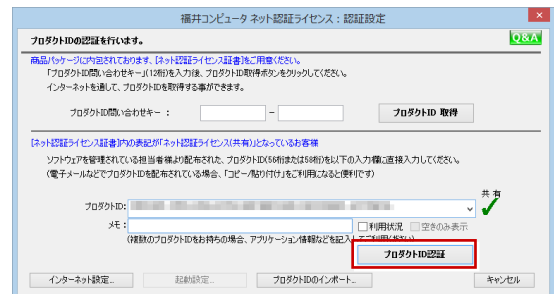 福井コンピュータ ネット認証ライセンス：認証設定
プロダクトIDの認証を行います。
Q&A
商品パッケージに内包されております、[ネット認証ライセンス証書]をご用意ください。
「プロダクトID問い合わせキー」(12桁)を入力後、プロダクトID取得ボタンをクリックしてください。
インターネットを通して、プロダクトIDを取得する事ができます。
プロダクトID問い合わせキー：
－
プロダクトID 取得
[ネット認証ライセンス証書]内の表記が「ネット認証ライセンス(共有)」となっているお客様
ソフトウェアを管理されている担当者様より配布された、プロダクトID(56桁または58桁)を以下の入力欄に直接入力してください。
(電子メールなどでプロダクトIDを配布されている場合、「コピー・貼り付け」をご利用になると便利です)
共有
プロダクトID:
メモ：
利用状況
空きのみ表示
(複数のプロダクトIDをお持ちの場合、アプリケーション情報などを記入してご利用ください)
プロダクトID認証
インターネット設定...
起動設定...
プロダクトIDのインポート...
キャンセル